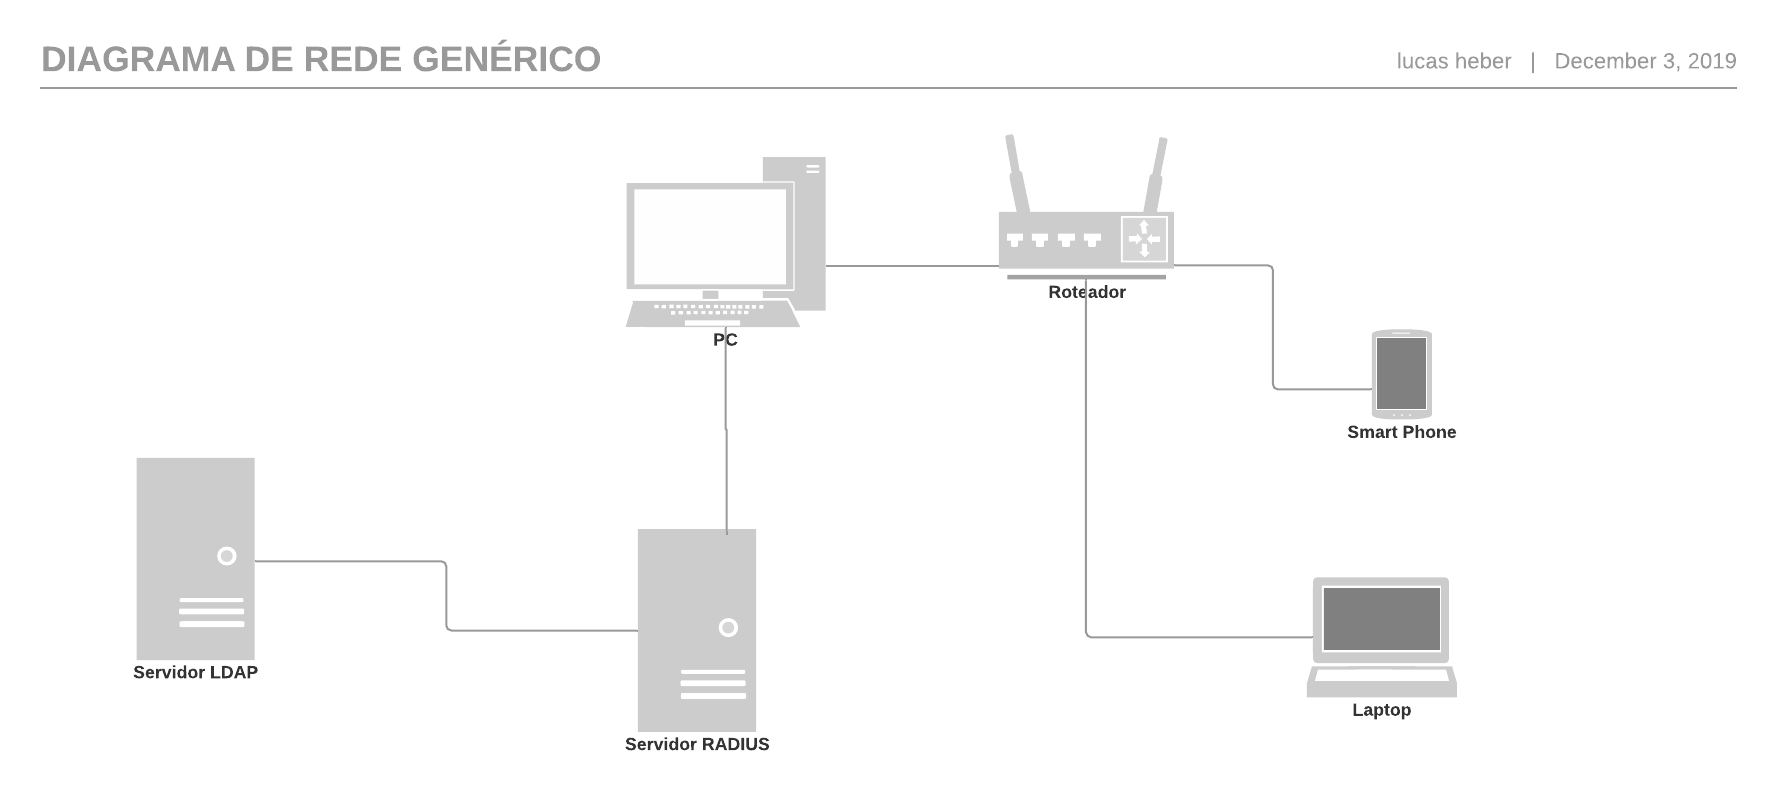 DIAGRAMA DE REDE GENÉRICO
lucas heber | December 3, 2019
Roteador
PC
Smart Phone
Servidor LDAP
Laptop
Servidor RADIUS